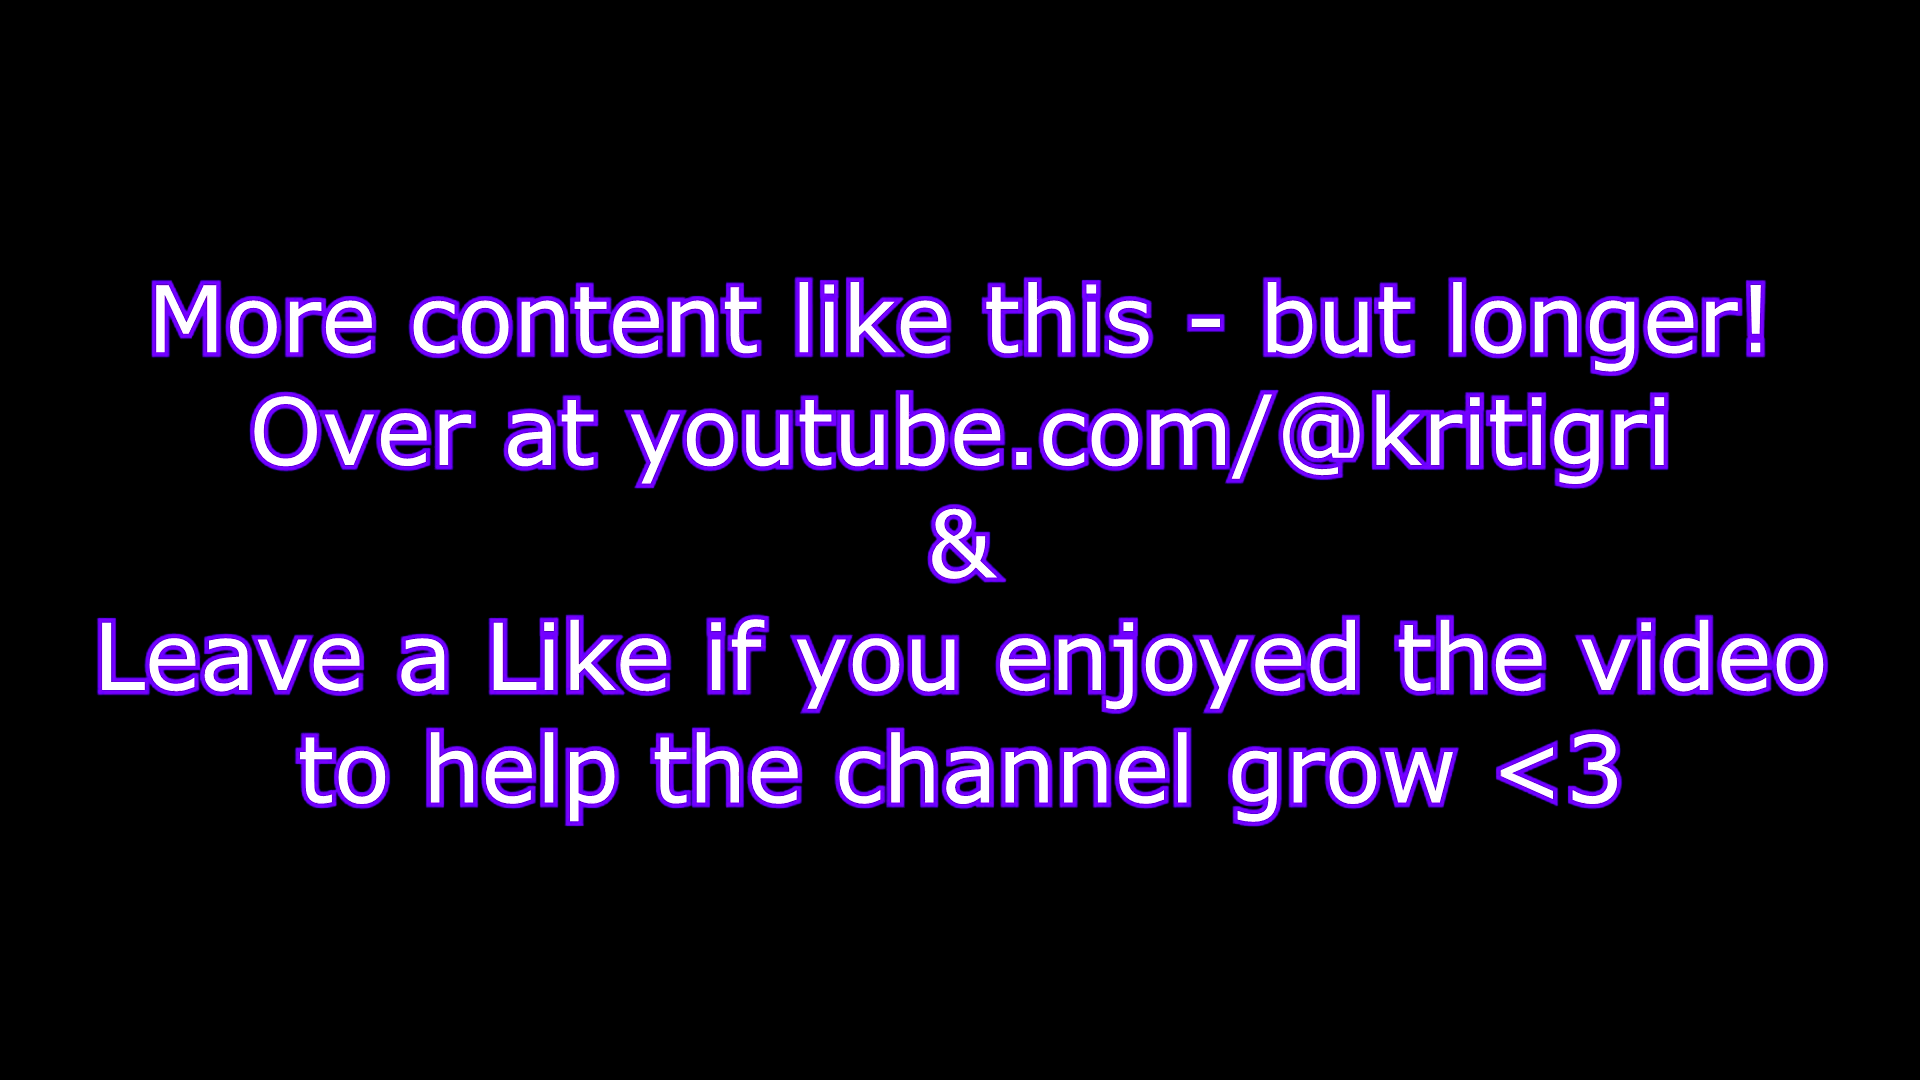 More content like this - but longer!
Over at youtube.com/@kritigri
&
Leave a Like if you enjoyed the video
to help the channel grow <3